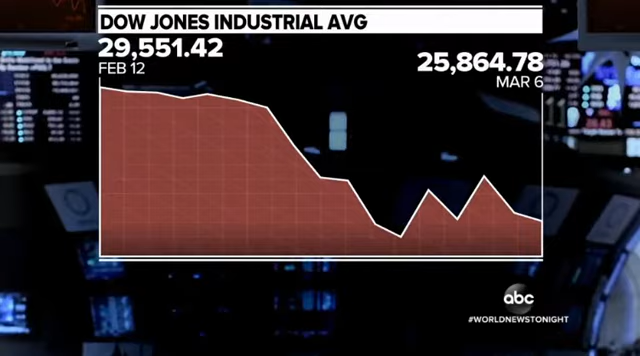 DOW JONES INDUSTRIAL AVG
29,551.42
FEB 12
25,864.78
MAR 6
abc
#WORLDNEWSTONIGHT